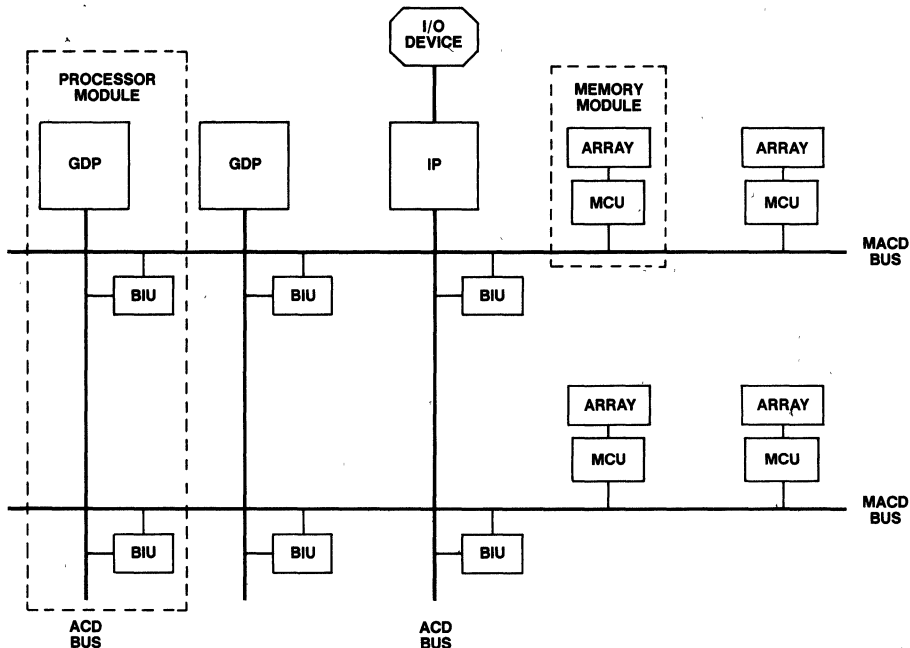 I/O
DEVICE
PROCESSOR
MODULE
MEMORY
MODULE
GDP
GDP
IP
ARRAY
ARRAY
MCU
MCU
MACD
BUS
BIU
BIU
BIU
ARRAY
ARRAY
MCU
MCU
MACD
BUS
BIU
BIU
BIU
ACD
BUS
ACD
BUS